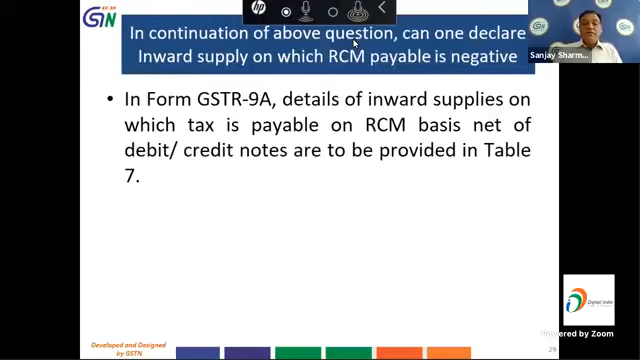 GSTN
hp
In continuation of above question, can one declare
Inward supply on which RCM payable is negative
Sanjay Sharm...
• In Form GSTR-9A, details of inward supplies on
which tax is payable on RCM basis net of
debit/ credit notes are to be provided in Table
7.
Digital India
Powered by Zoom
Developed and Designed
by GSTN
29